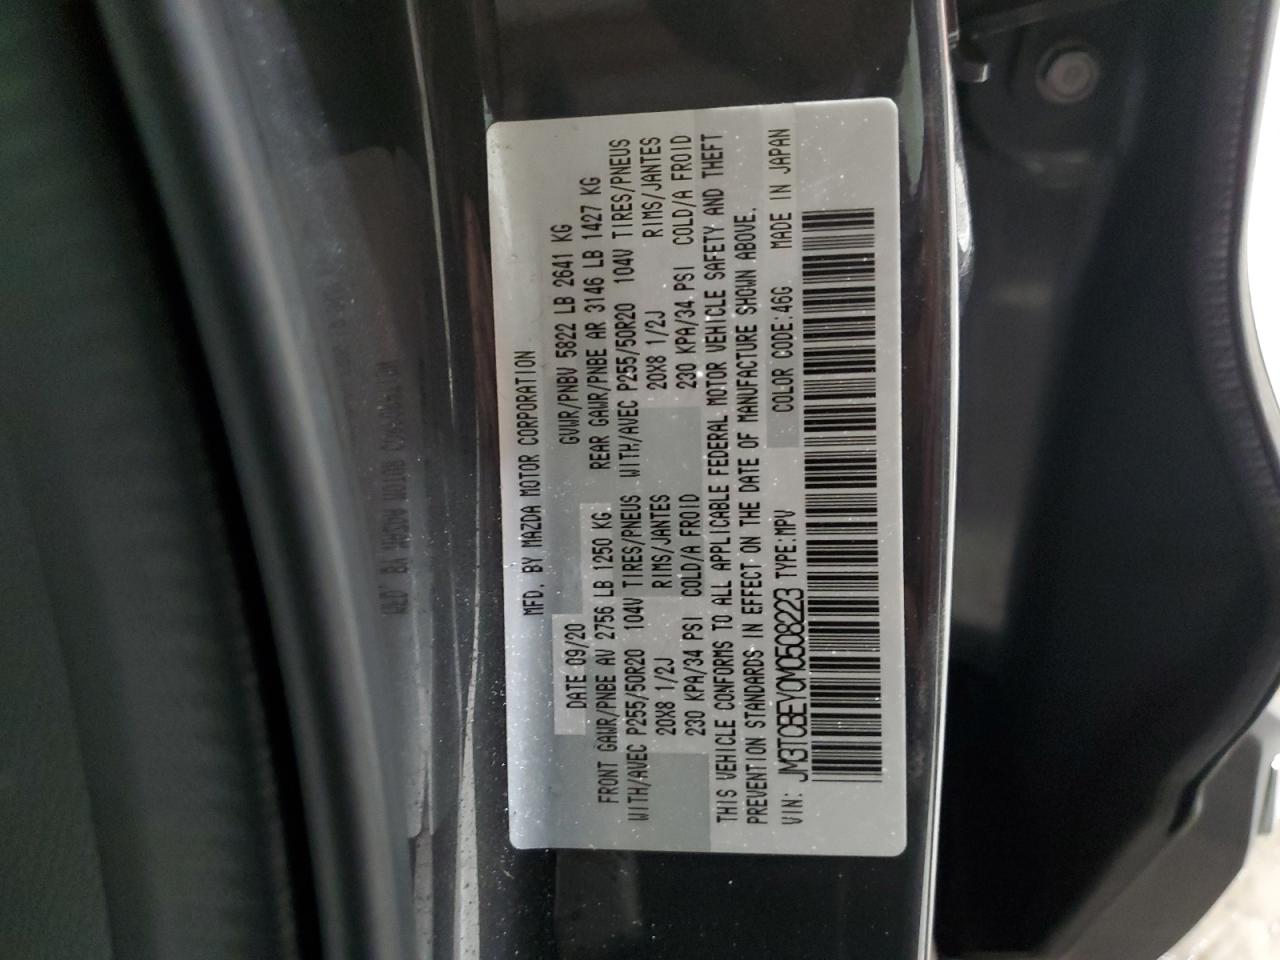 MFD. BY MAZDA MOTOR CORPORATION
DATE 09/20 GVWR/PNBV 5822 LB 2641 KG
FRONT GAWR/PNBE AV 2756 LB 1250 KG REAR GAWR/PNBE AR 3146 LB 1427 KG
WITH/AVEC P255/50R20 104V TIRES/PNEUS WITH/AVEC P255/50R20 104V TIRES/PNEUS
20X8 1/2J RIMS/JANTES 20X8 1/2J RIMS/JANTES
230 KPA/34 PSI COLD/A FROID 230 KPA/34 PSI COLD/A FROID
THIS VEHICLE CONFORMS TO ALL APPLICABLE FEDERAL MOTOR VEHICLE SAFETY AND THEFT
PREVENTION STANDARDS IN EFFECT ON THE DATE OF MANUFACTURE SHOWN ABOVE.
VIN: JM3TCBEY0M0508223 TYPE:MPV COLOR CODE:46G MADE IN JAPAN